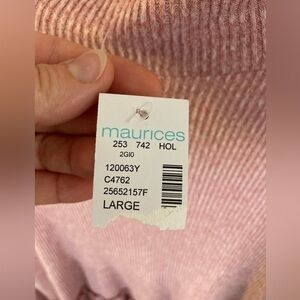 maurices
253 742 HOL
2GI0
120063Y
C4762
25652157F
LARGE